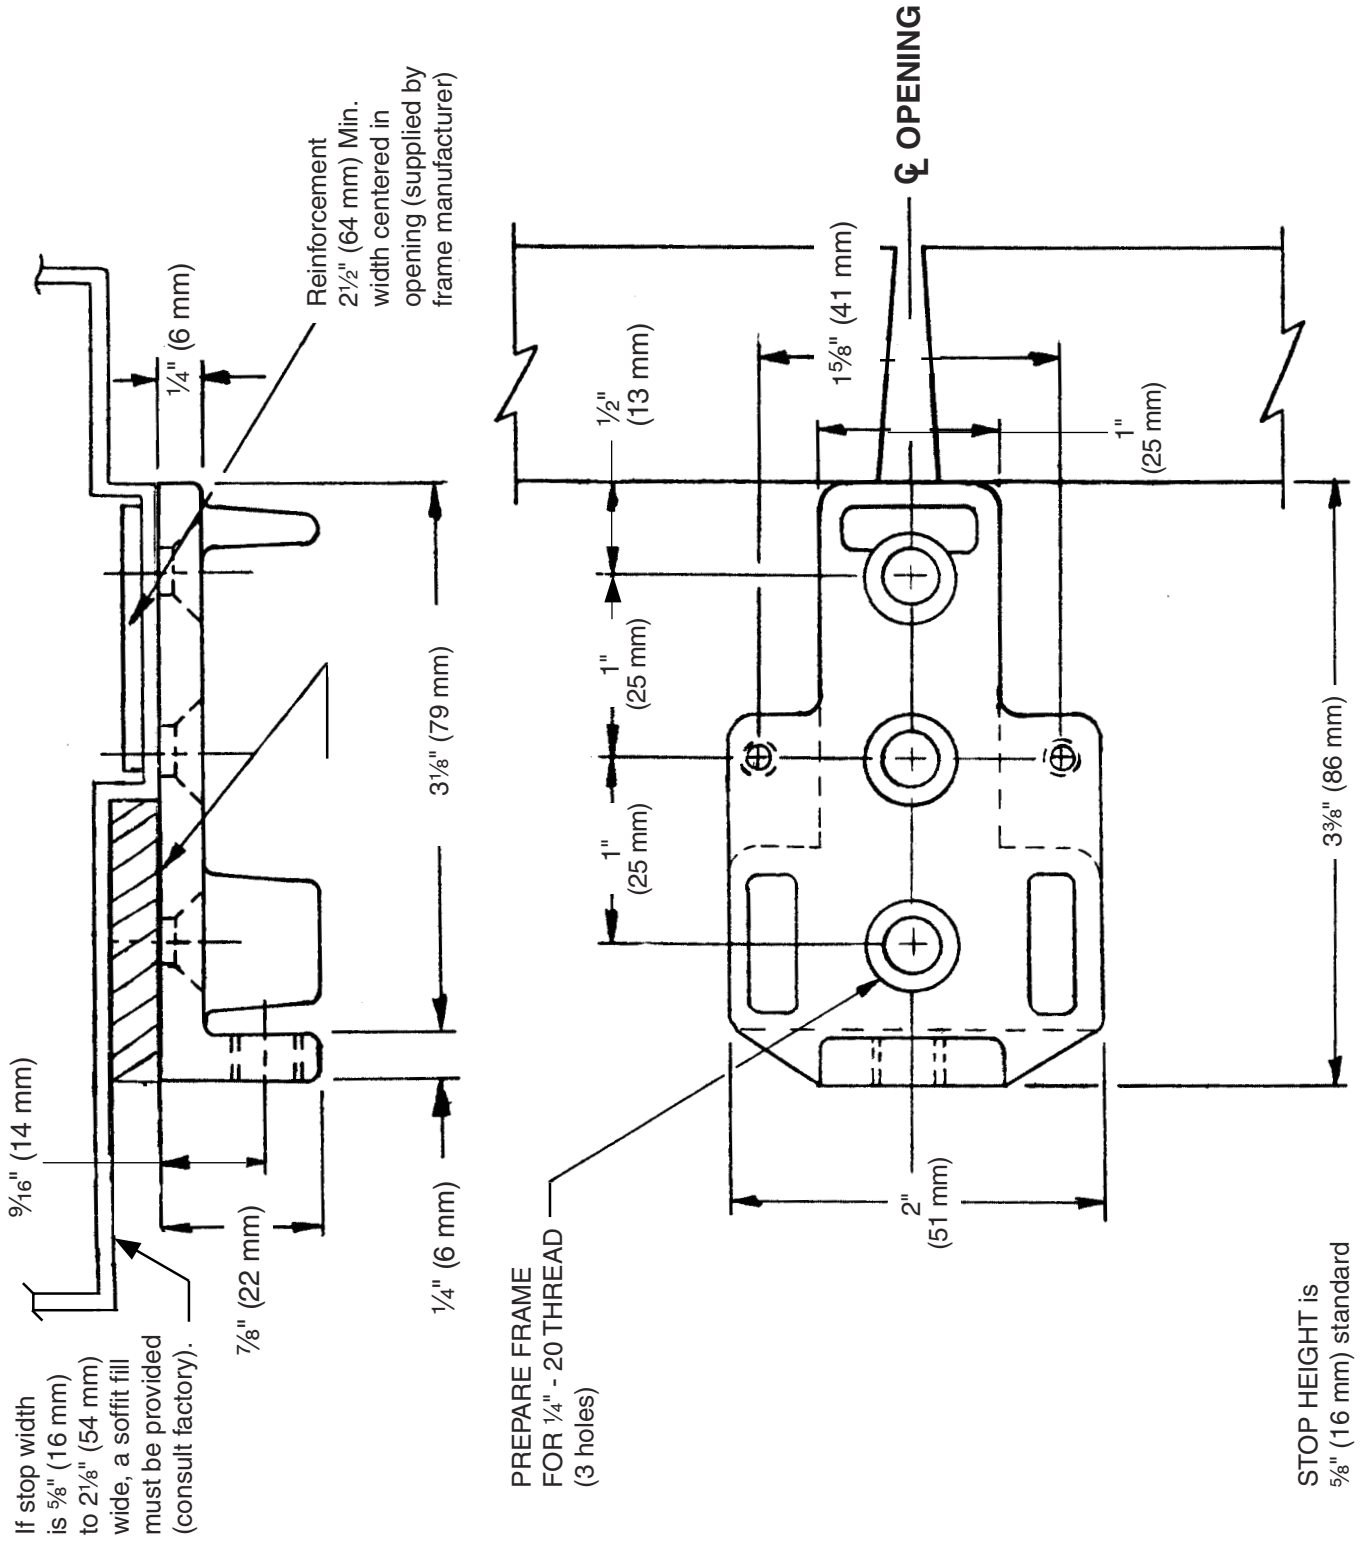 If stop width
is ⅝" (16 mm)
to 2⅛" (54 mm)
wide, a soffit fill
must be provided
(consult factory).
9⁄16" (14 mm)
⅞" (22 mm)
¼" (6 mm)
3⅛" (79 mm)
¼" (6 mm)
Reinforcement
2½" (64 mm) Min.
width centered in
opening (supplied by
frame manufacturer)
PREPARE FRAME
FOR ¼" - 20 THREAD
(3 holes)
1"
(25 mm)
1"
(25 mm)
½"
(13 mm)
1⅝" (41 mm)
℄ OPENING
1"
(25 mm)
2"
(51 mm)
3⅜" (86 mm)
STOP HEIGHT is
⅝" (16 mm) standard